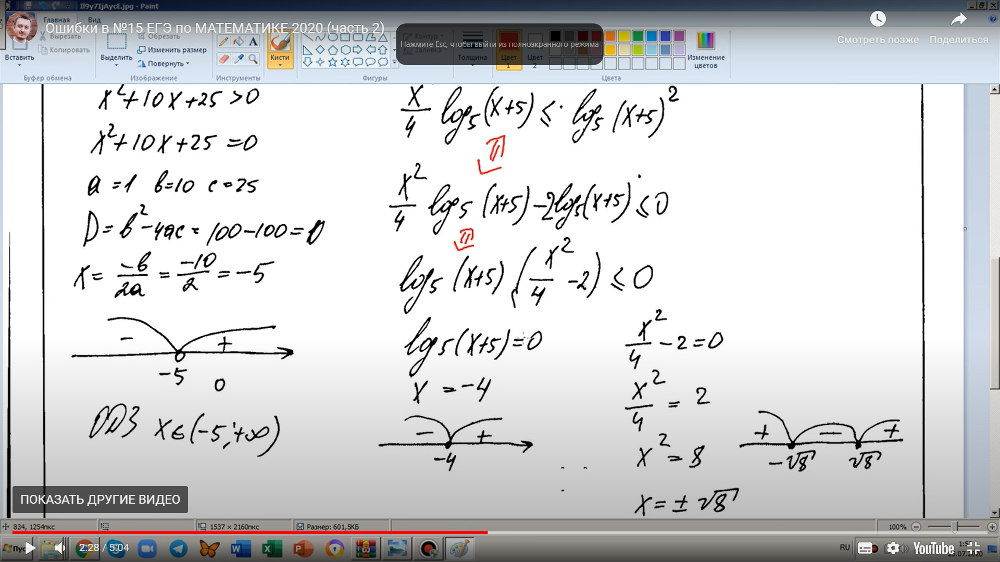 Il9y7IjAycE.jpg - Paint
Главная Вид
Ошибки в №15 ЕГЭ по МАТЕМАТИКЕ 2020 (часть 2)
Нажмите Esc, чтобы выйти из полноэкранного режима
Смотреть позже Поделиться
Вставить
Вырезать
Копировать
Буфер обмена
Выделить
Обрезать
Изменить размер
Повернуть
Изображение
A
Инструменты
Кисти
Контур
Заливка
Фигуры
Толщина
Цвет 1
Цвет 2
Изменение цветов
Цвета
x²+10x+25>0
x²+10x+25=0
a=1 b=10 c=25
D=b²-4ac=100-100=0
x=-b/2a=-10/2=-5
- +
-5 0
ОДЗ x∈(-5;+∞)
x/4 log₅(x+5)≤log₅(x+5)²
П
x²/4 log₅(x+5)-2log₅(x+5)≤0
П
log₅(x+5)(x²/4-2)≤0
log₅(x+5)=0
x=-4
- +
-4
x²/4-2=0
x²/4=2
x²=8
x=±√8
+ - +
-√8 √8
ПОКАЗАТЬ ДРУГИЕ ВИДЕО
834, 1254пкс
1537 × 2160пкс
Размер: 601,5КБ
100%
2:28 / 5:04
RU
YouTube